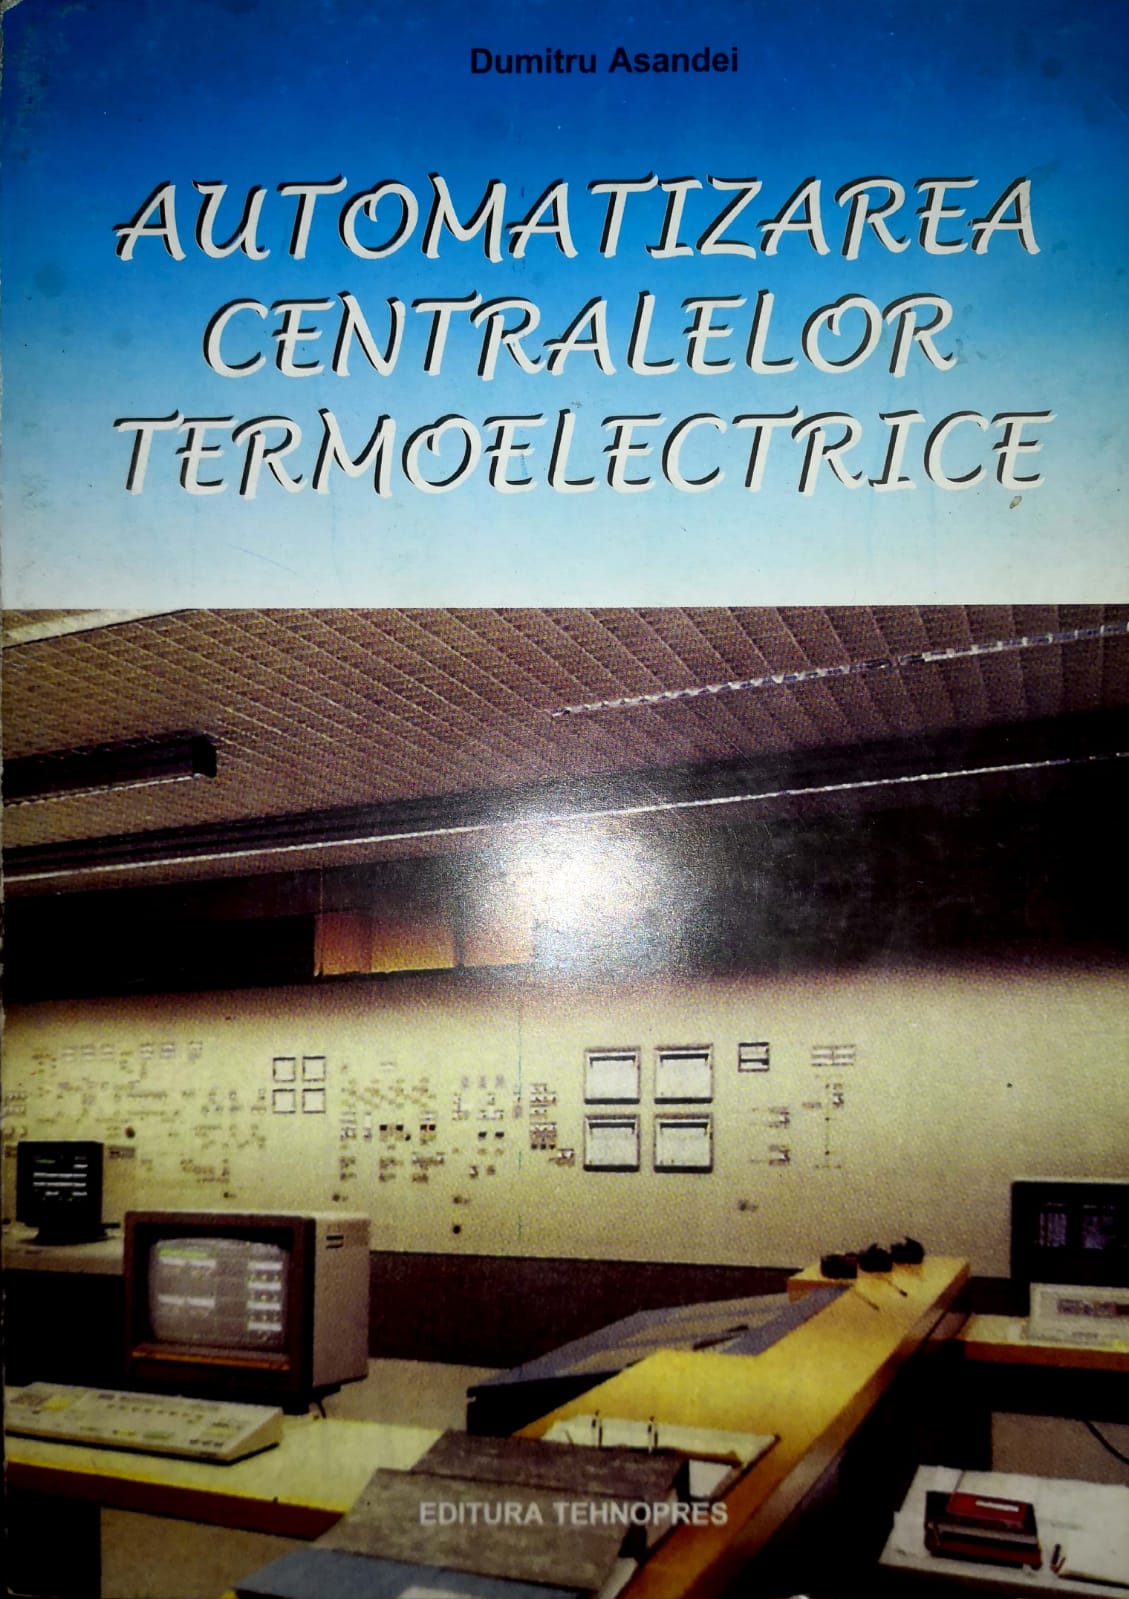 Dumitru Asandei
AUTOMATIZAREA
CENTRALELOR
TERMOELECTRICE
EDITURA TEHNOPRES